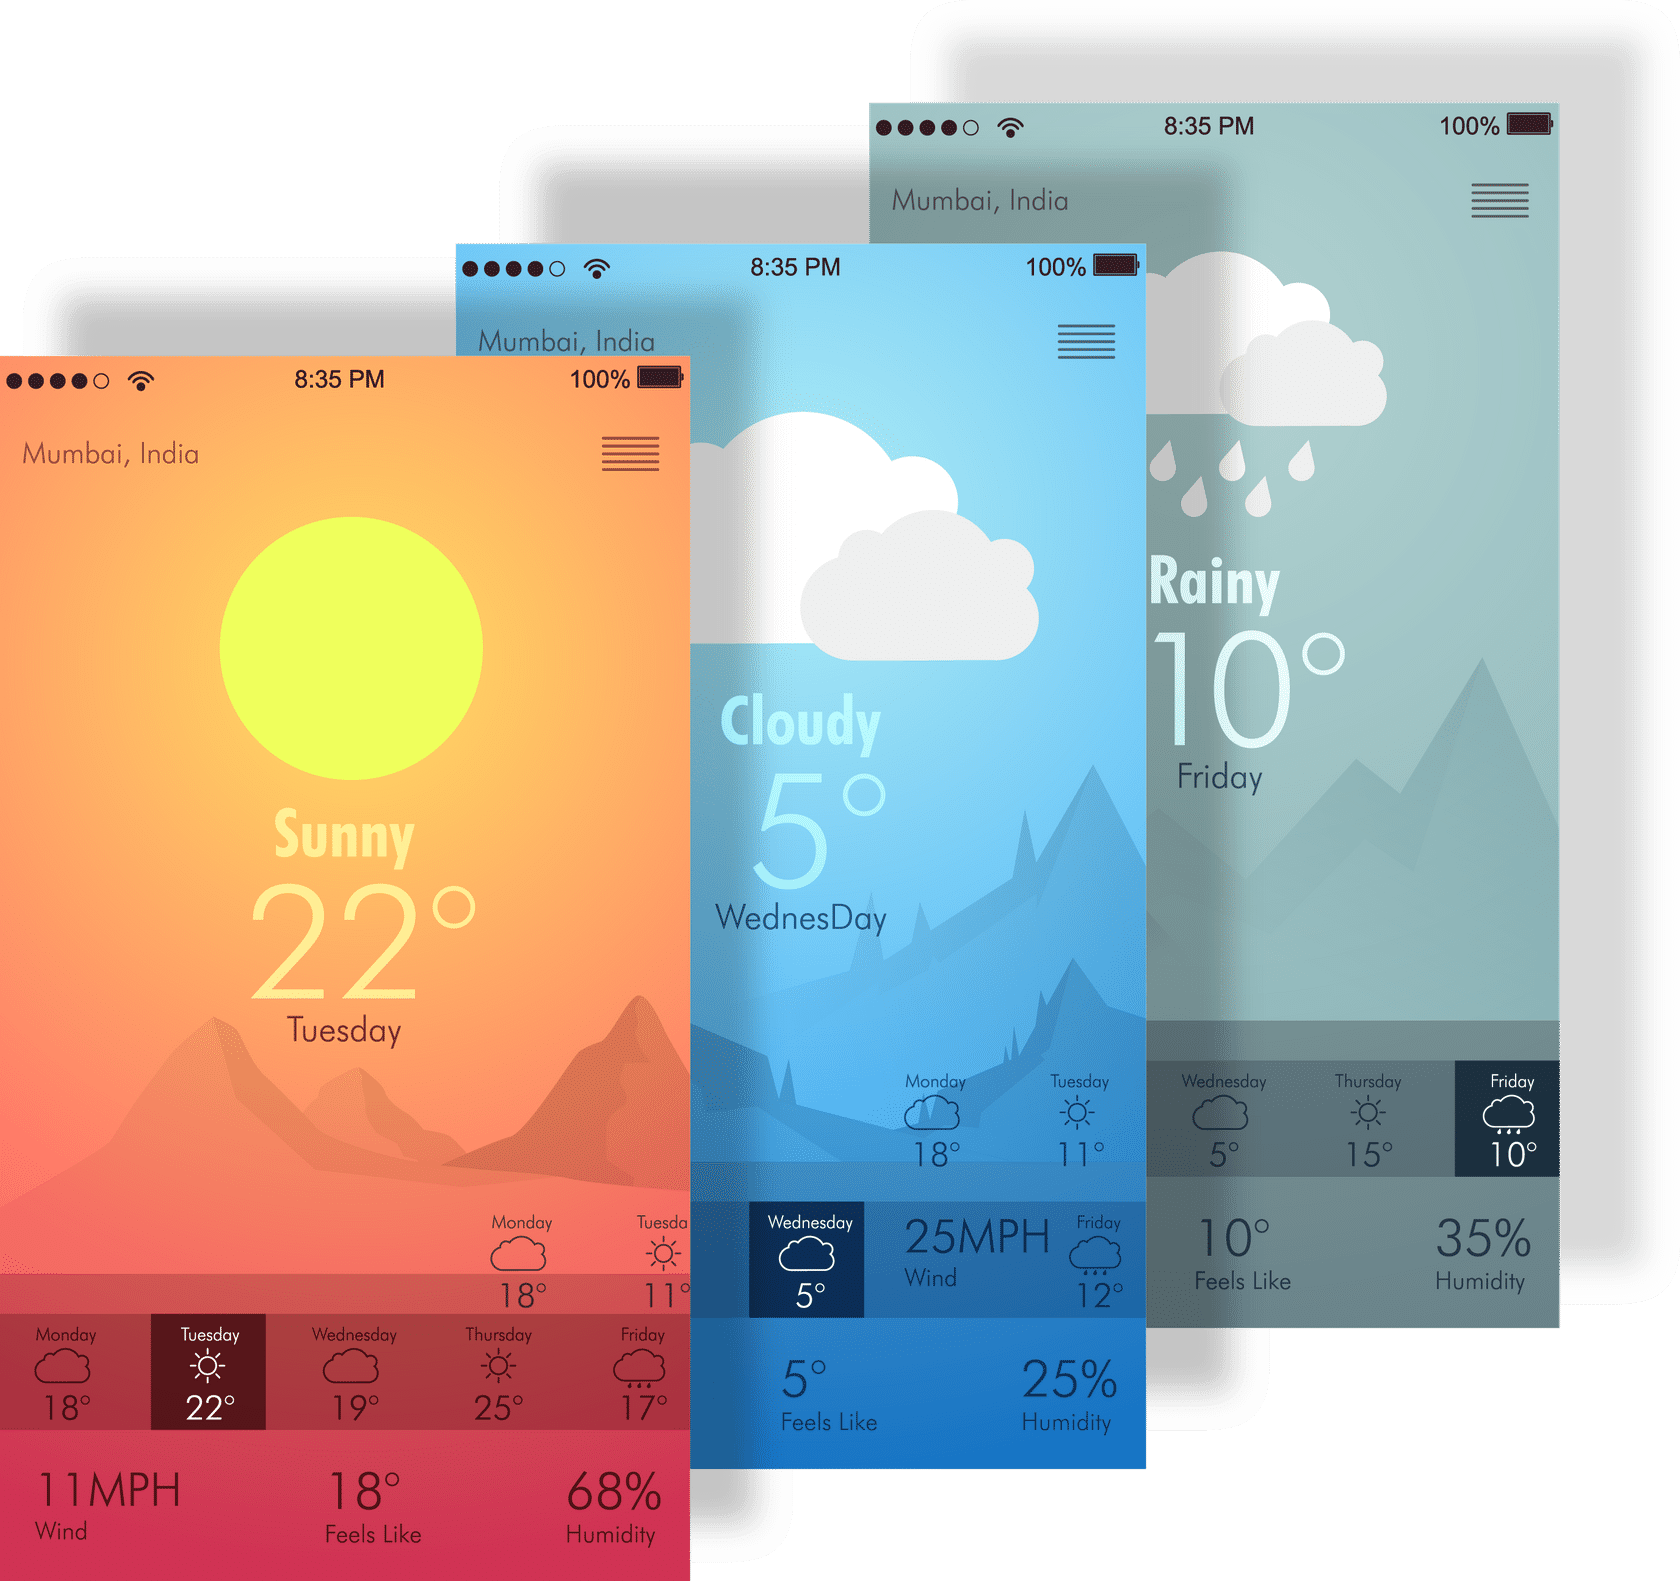 8:35 PM 100%
Mumbai, India
Sunny
22°
Tuesday
Monday Tuesda
18° 11°
Monday Tuesday Wednesday Thursday Friday
18° 22° 19° 25° 17°
11MPH 18° 68%
Wind Feels Like Humidity
8:35 PM 100%
Mumbai, India
Cloudy
5°
WednesDay
Monday Tuesday
18° 11°
Wednesday 25MPH Friday
5° Wind 12°
5° 25%
Feels Like Humidity
8:35 PM 100%
Mumbai, India
Rainy
10°
Friday
Wednesday Thursday Friday
5° 15° 10°
10° 35%
Feels Like Humidity